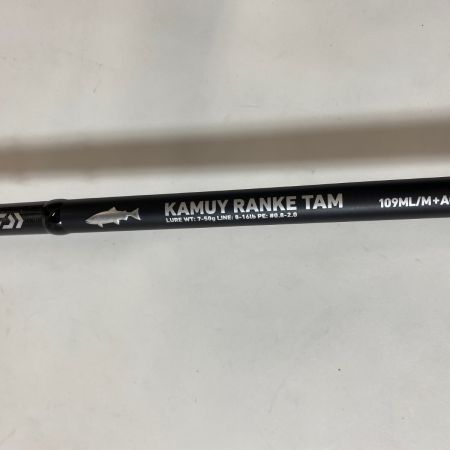 KAMUY RANKE TAM
LURE WT: 7-50g LINE: 8-16lb PE: #0.8-2.0
109ML/M+